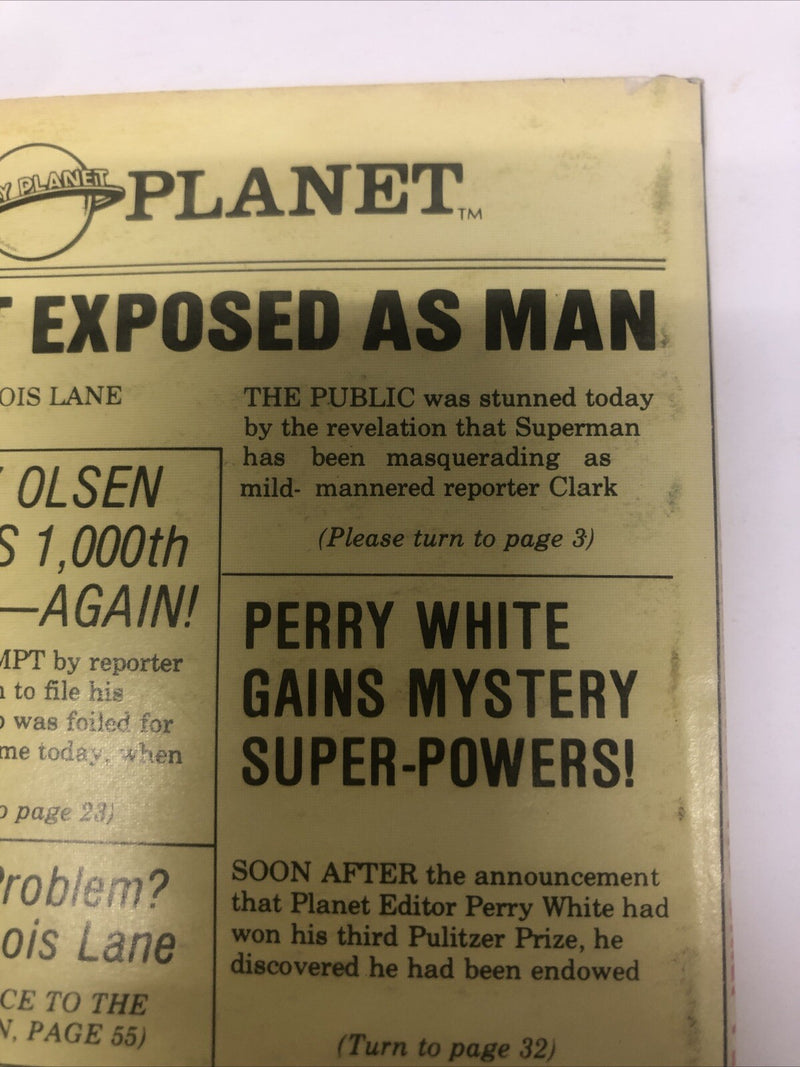 Y PLANET
PLANET™
T EXPOSED AS MAN
OIS LANE
THE PUBLIC was stunned today
by the revelation that Superman
has been masquerading as
mild- mannered reporter Clark
(Please turn to page 3)
OLSEN
S 1,000th
—AGAIN!
MPT by reporter
n to file his
o was foiled for
me today, when
o page 23)
PERRY WHITE
GAINS MYSTERY
SUPER-POWERS!
SOON AFTER the announcement
that Planet Editor Perry White had
won his third Pulitzer Prize, he
discovered he had been endowed
(Turn to page 32)
Problem?
ois Lane
CE TO THE
N, PAGE 55)